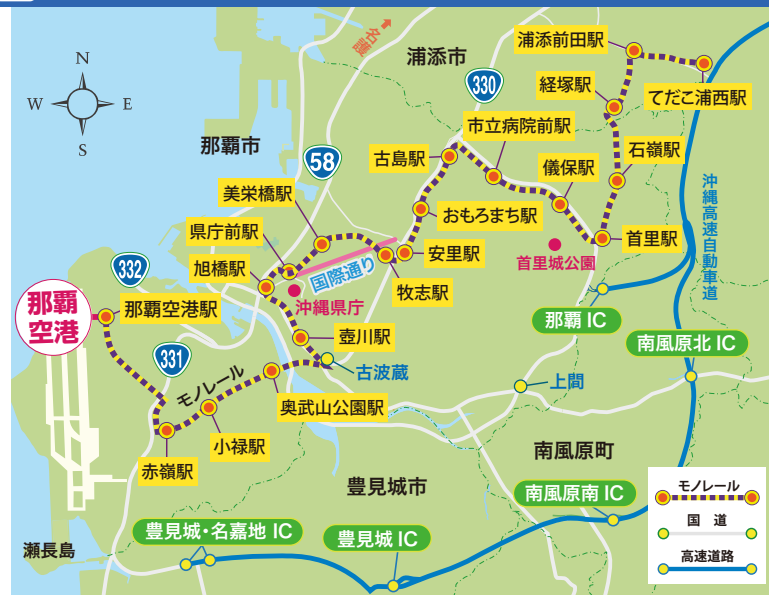 名護
浦添前田駅
浦添市
N
W
E
S
330
経塚駅
てだこ浦西駅
市立病院前駅
那覇市
58
古島駅
石嶺駅
儀保駅
美栄橋駅
沖縄高速自動車道
おもろまち駅
県庁前駅
首里駅
安里駅
332
旭橋駅
国際通り
首里城公園
牧志駅
那覇
空港
那覇空港駅
沖縄県庁
那覇 IC
壺川駅
331
南風原北 IC
古波蔵
モノレール
上間
奥武山公園駅
小禄駅
赤嶺駅
南風原町
豊見城市
モノレール
南風原南 IC
国 道
豊見城・名嘉地 IC
豊見城 IC
瀬長島
高速道路